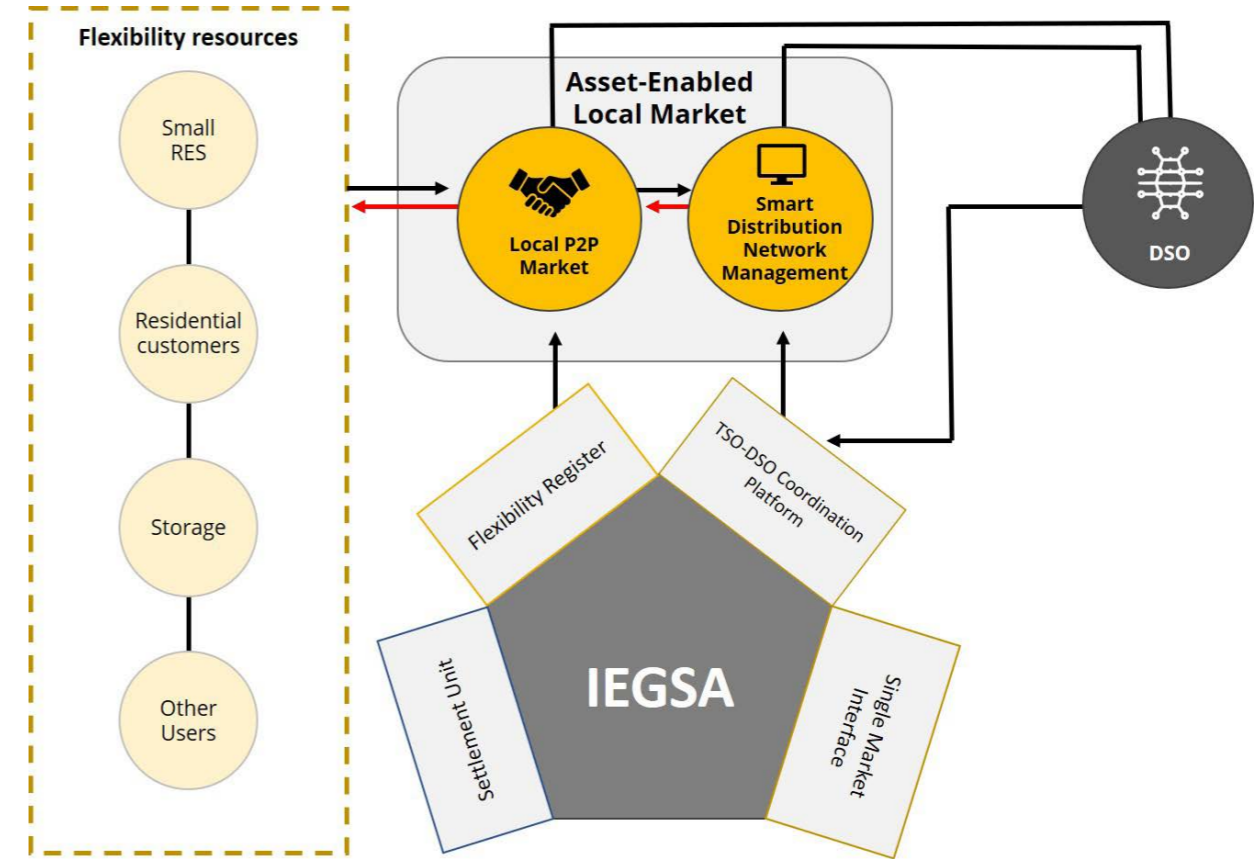 Flexibility resources
Small
RES
Residential
customers
Storage
Other
Users
Asset-Enabled
Local Market
Local P2P
Market
Smart
Distribution
Network
Management
DSO
Flexibility Register
TSO-DSO Coordination
Platform
Settlement Unit
IEGSA
Single Market
Interface